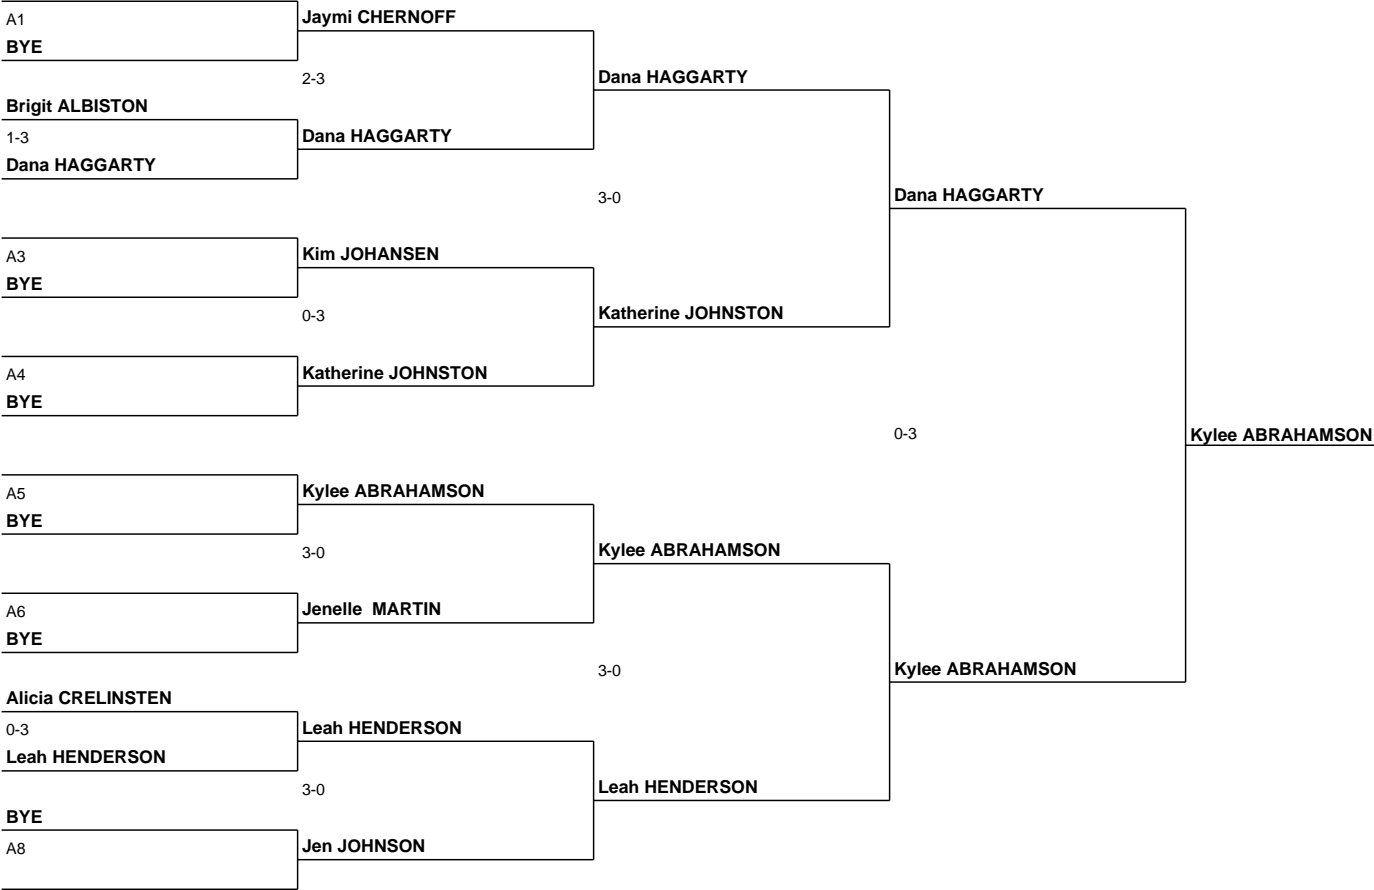 A1
BYE
Jaymi CHERNOFF
2-3
Brigit ALBISTON
1-3
Dana HAGGARTY
Dana HAGGARTY
Dana HAGGARTY
3-0
A3
BYE
Kim JOHANSEN
0-3
A4
BYE
Katherine JOHNSTON
Katherine JOHNSTON
Dana HAGGARTY
0-3
Kylee ABRAHAMSON
A5
BYE
Kylee ABRAHAMSON
3-0
A6
BYE
Jenelle  MARTIN
Kylee ABRAHAMSON
3-0
Kylee ABRAHAMSON
Alicia CRELINSTEN
0-3
Leah HENDERSON
Leah HENDERSON
3-0
Leah HENDERSON
BYE
A8
Jen JOHNSON